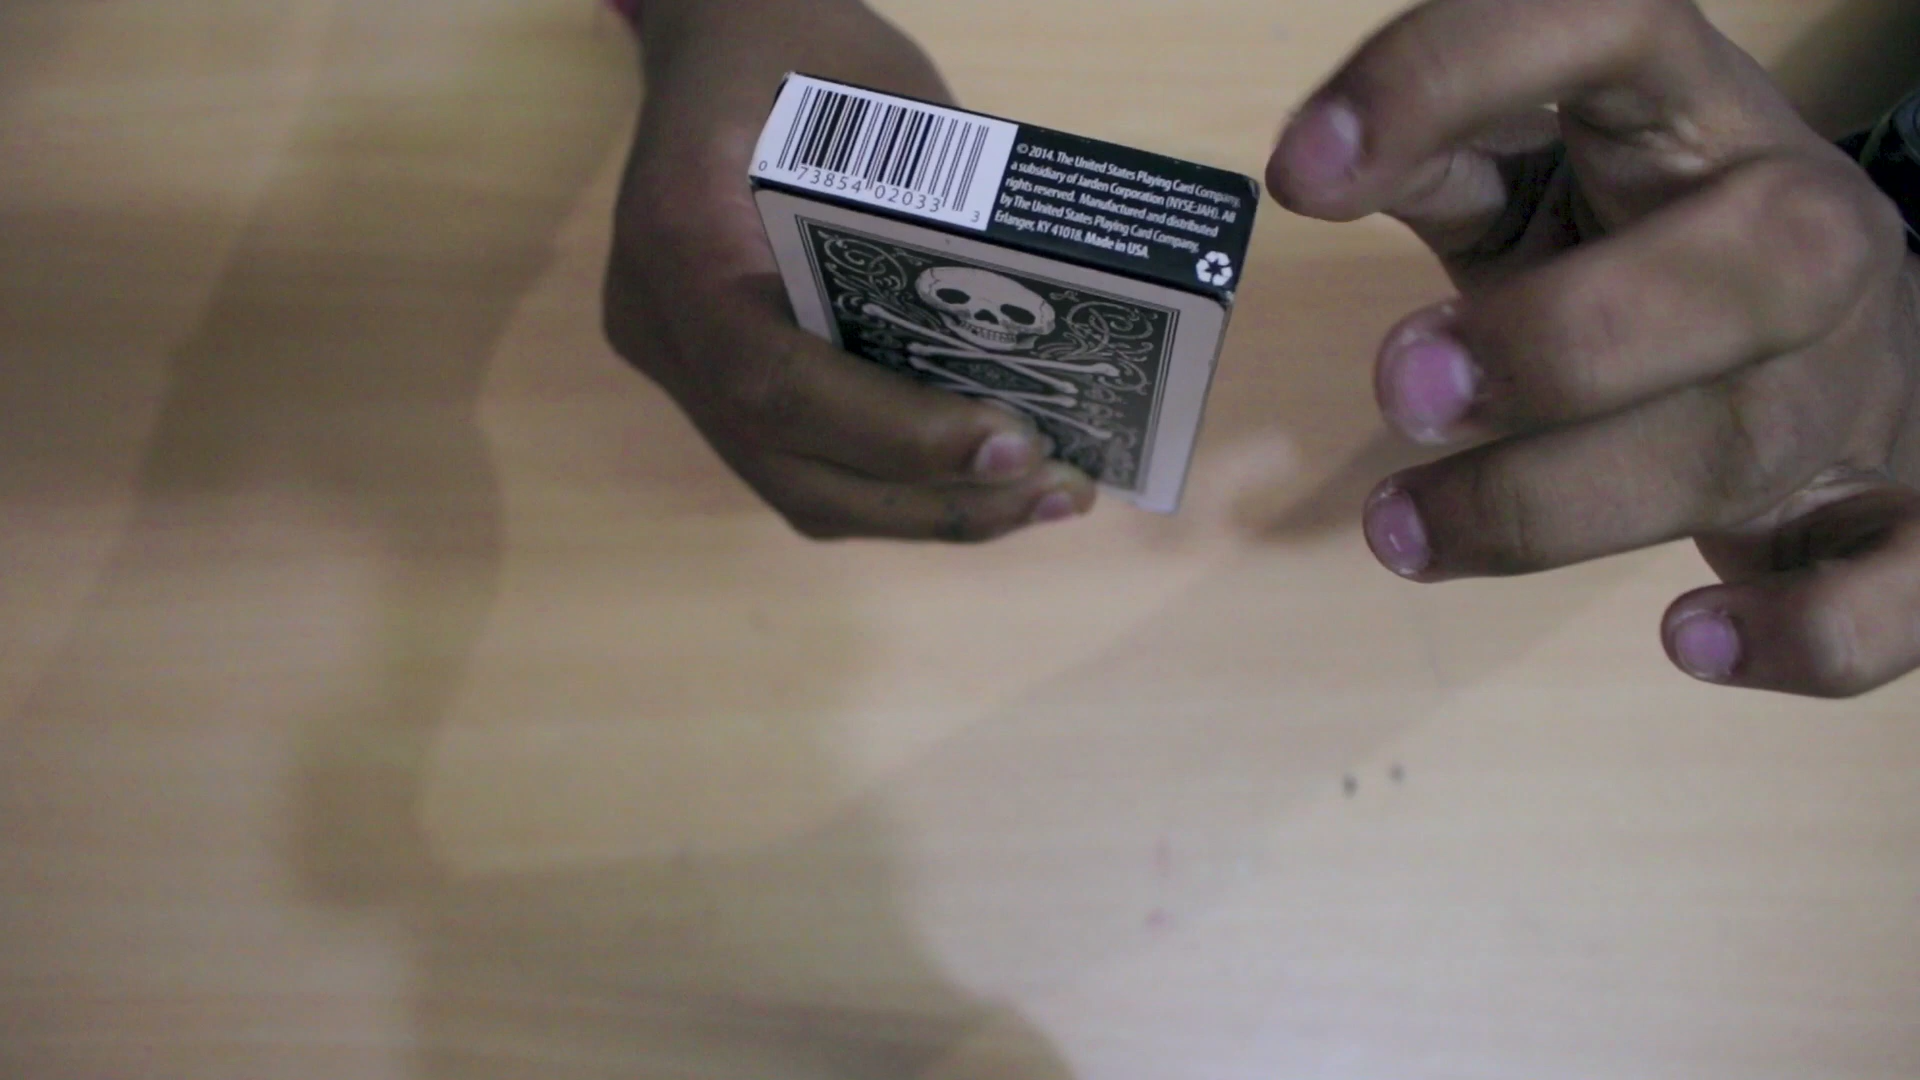 0 73854 02033 3
© 2014. The United States Playing Card Company,
a subsidiary of Jarden Corporation (NYSE:JAH). All
rights reserved. Manufactured and distributed
by The United States Playing Card Company,
Erlanger, KY 41018. Made in USA.